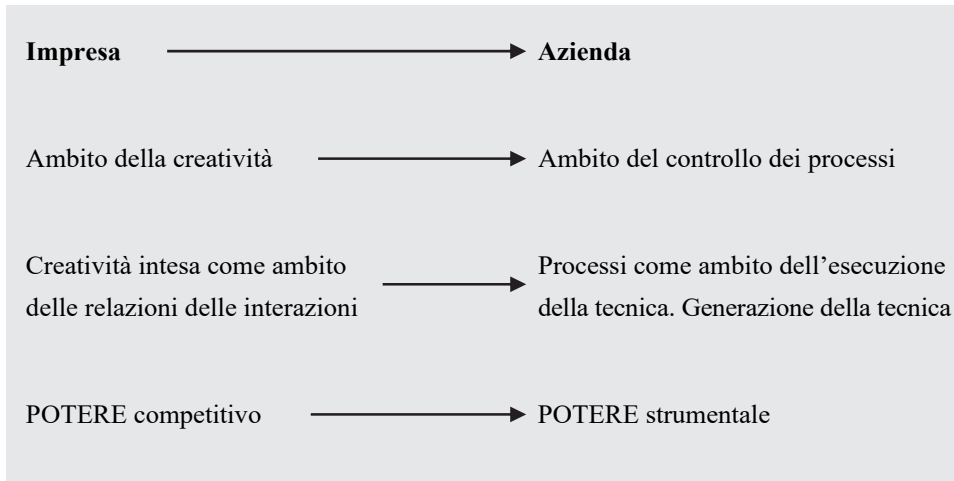 Impresa Azienda
Ambito della creatività Ambito del controllo dei processi
Creatività intesa come ambito
delle relazioni delle interazioni
Processi come ambito dell’esecuzione
della tecnica. Generazione della tecnica
POTERE competitivo POTERE strumentale